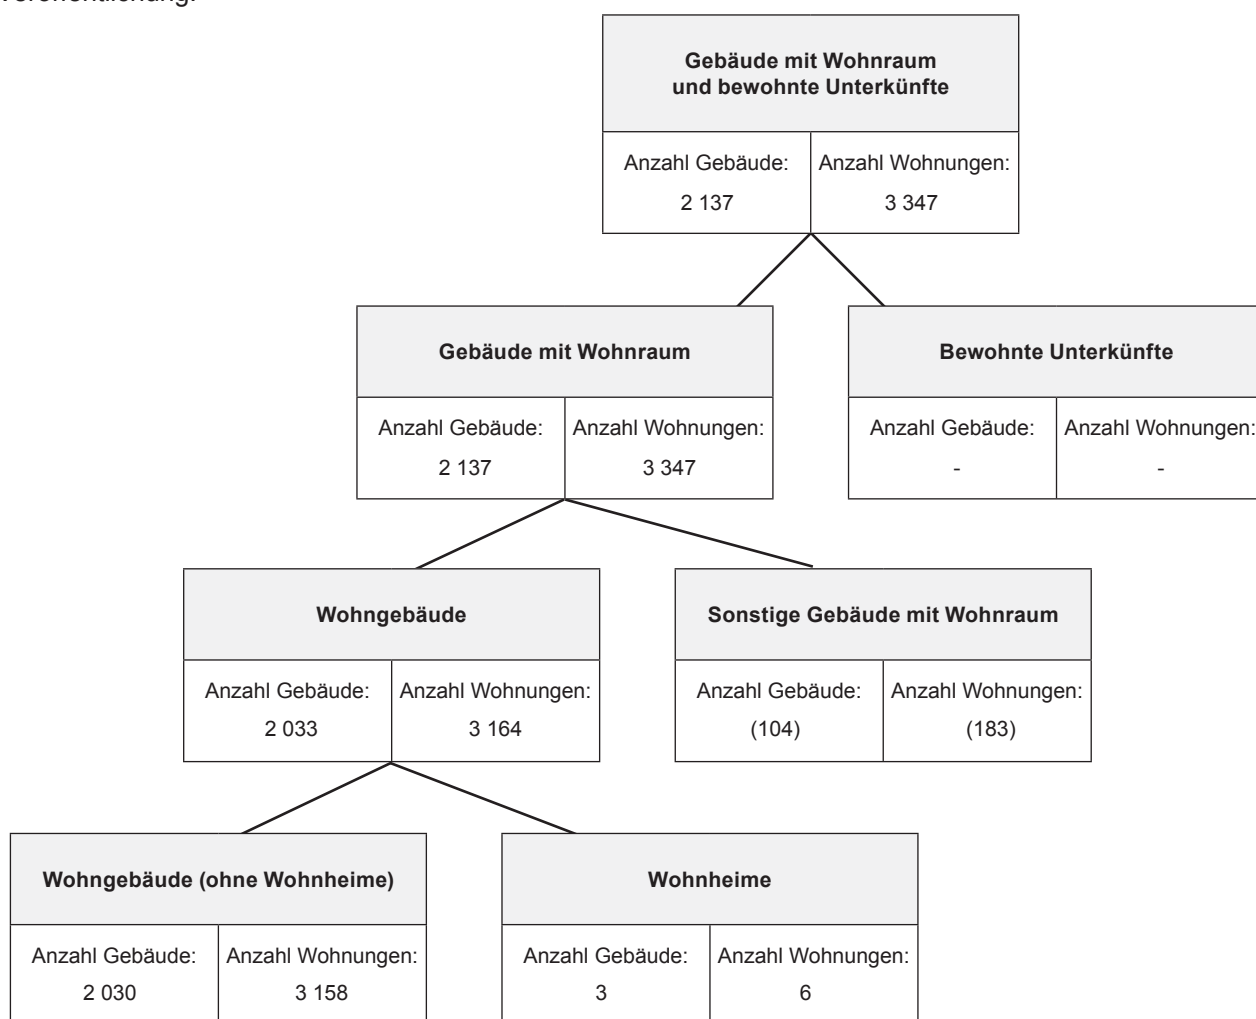 Veröffentlichung.
Gebäude mit Wohnraum
und bewohnte Unterkünfte
Anzahl Gebäude: Anzahl Wohnungen:
2 137 3 347
Gebäude mit Wohnraum Bewohnte Unterkünfte
Anzahl Gebäude: Anzahl Wohnungen: Anzahl Gebäude: Anzahl Wohnungen:
2 137 3 347 - -
Wohngebäude Sonstige Gebäude mit Wohnraum
Anzahl Gebäude: Anzahl Wohnungen: Anzahl Gebäude: Anzahl Wohnungen:
2 033 3 164 (104) (183)
Wohngebäude (ohne Wohnheime) Wohnheime
Anzahl Gebäude: Anzahl Wohnungen: Anzahl Gebäude: Anzahl Wohnungen:
2 030 3 158 3 6